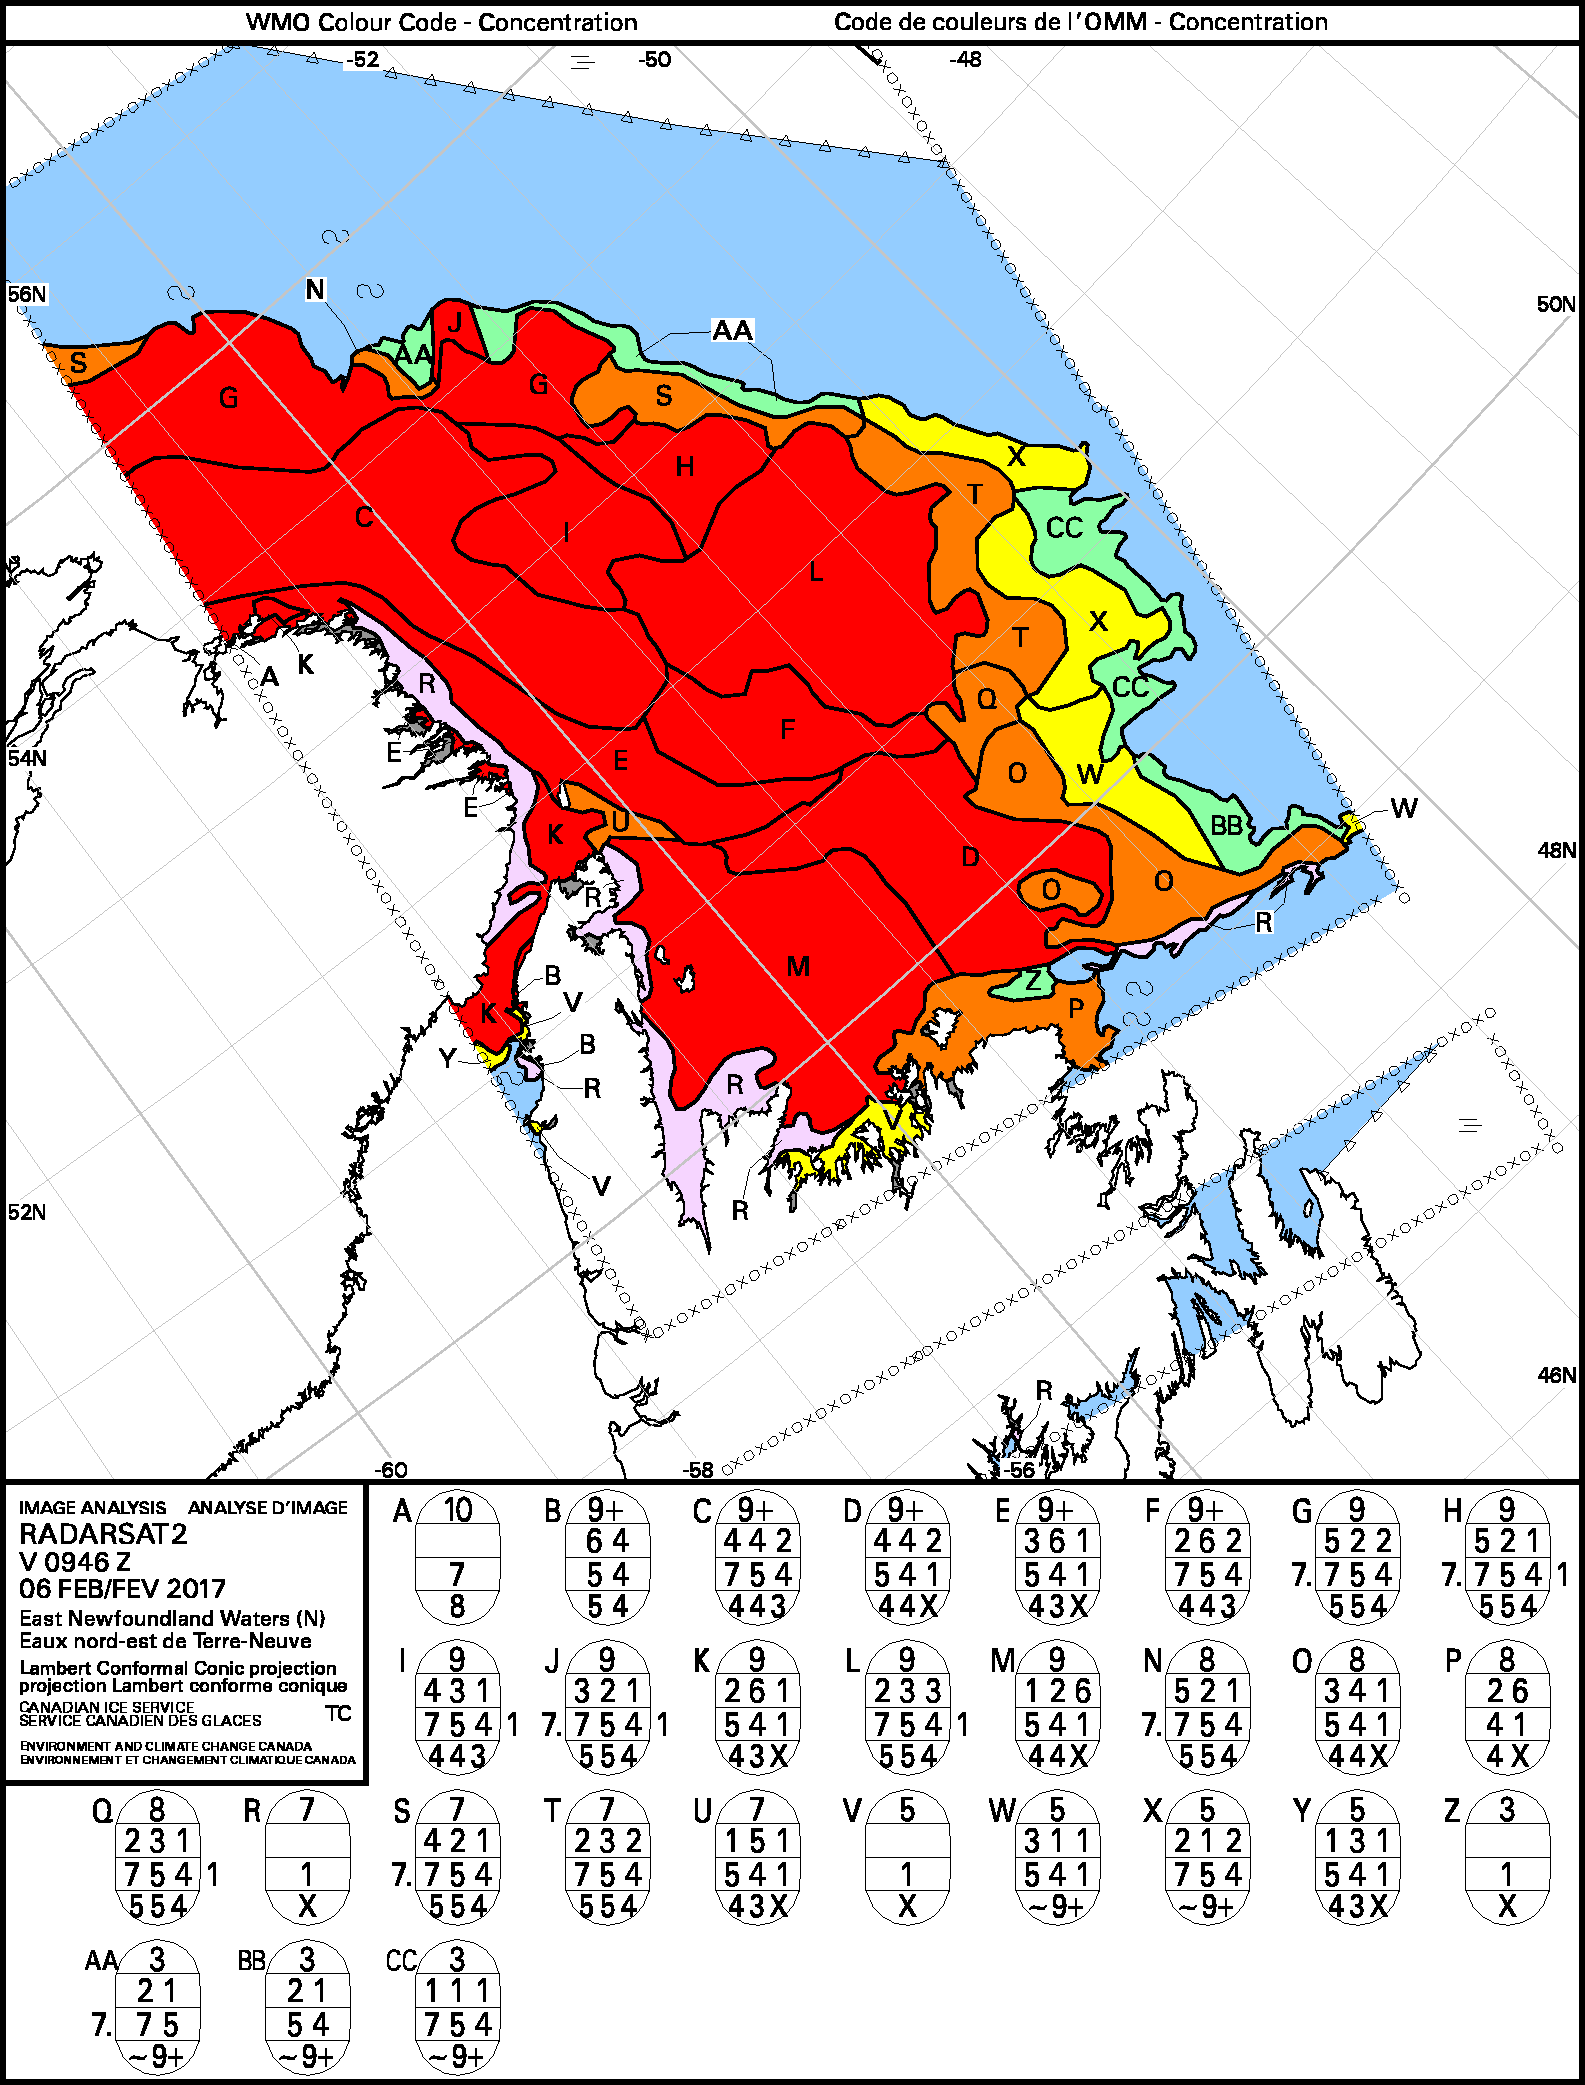 WMO Colour Code - Concentration    Code de couleurs de l'OMM - Concentration
-52    -50    -48
56N    N    50N
J    AA
S    AA
G    G    S
X
H    T
C    I    CC
L
X
T
A    K    R    CC
Q
F
54N    E    E    O    W
E    W
K    U    BB
D    48N
R    O    O
R
M
B    Z
K    V    P
Y    B
R    R
V
V
R
52N
46N
R
-60    -58    -56
IMAGE ANALYSIS    ANALYSE D'IMAGE
RADARSAT2
V 0946 Z
06 FEB/FEV 2017
East Newfoundland Waters (N)
Eaux nord-est de Terre-Neuve
Lambert Conformal Conic projection
projection Lambert conforme conique
CANADIAN ICE SERVICE
SERVICE CANADIEN DES GLACES    TC
ENVIRONMENT AND CLIMATE CHANGE CANADA
ENVIRONNEMENT ET CHANGEMENT CLIMATIQUE CANADA
A 10    B 9+    C 9+    D 9+    E 9+    F 9+    G 9    H 9
6 4    4 4 2    4 4 2    3 6 1    2 6 2    5 2 2    5 2 1
7    5 4    7 5 4    5 4 1    5 4 1    7 5 4    7. 7 5 4    7. 7 5 4 1
8    5 4    4 4 3    4 4 X    4 3 X    4 4 3    5 5 4    5 5 4
I 9    J 9    K 9    L 9    M 9    N 8    O 8    P 8
4 3 1    3 2 1    2 6 1    2 3 3    1 2 6    5 2 1    3 4 1    2 6
7 5 4 1    7. 7 5 4 1    5 4 1    7 5 4 1    5 4 1    7. 7 5 4    5 4 1    4 1
4 4 3    5 5 4    4 3 X    5 5 4    4 4 X    5 5 4    4 4 X    4 X
Q 8    R 7    S 7    T 7    U 7    V 5    W 5    X 5    Y 5    Z 3
2 3 1    4 2 1    2 3 2    1 5 1    3 1 1    2 1 2    1 3 1
7 5 4 1    1    7. 7 5 4    7 5 4    5 4 1    1    5 4 1    7 5 4    5 4 1    1
5 5 4    X    5 5 4    5 5 4    4 3 X    X    ~9+    ~9+    4 3 X    X
AA 3    BB 3    CC 3
2 1    2 1    1 1 1
7. 7 5    5 4    7 5 4
~9+    ~9+    ~9+